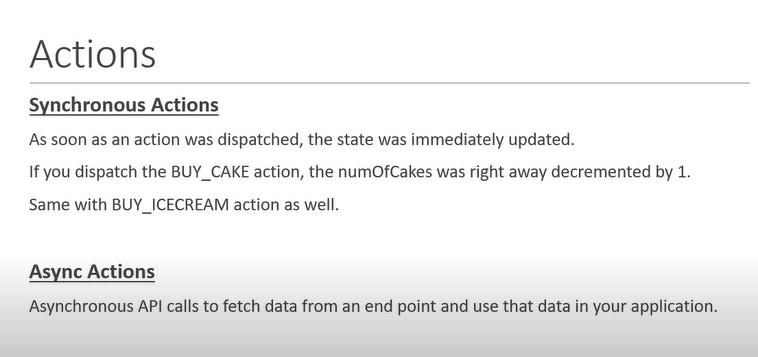 Actions
Synchronous Actions
As soon as an action was dispatched, the state was immediately updated.
If you dispatch the BUY_CAKE action, the numOfCakes was right away decremented by 1.
Same with BUY_ICECREAM action as well.
Async Actions
Asynchronous API calls to fetch data from an end point and use that data in your application.